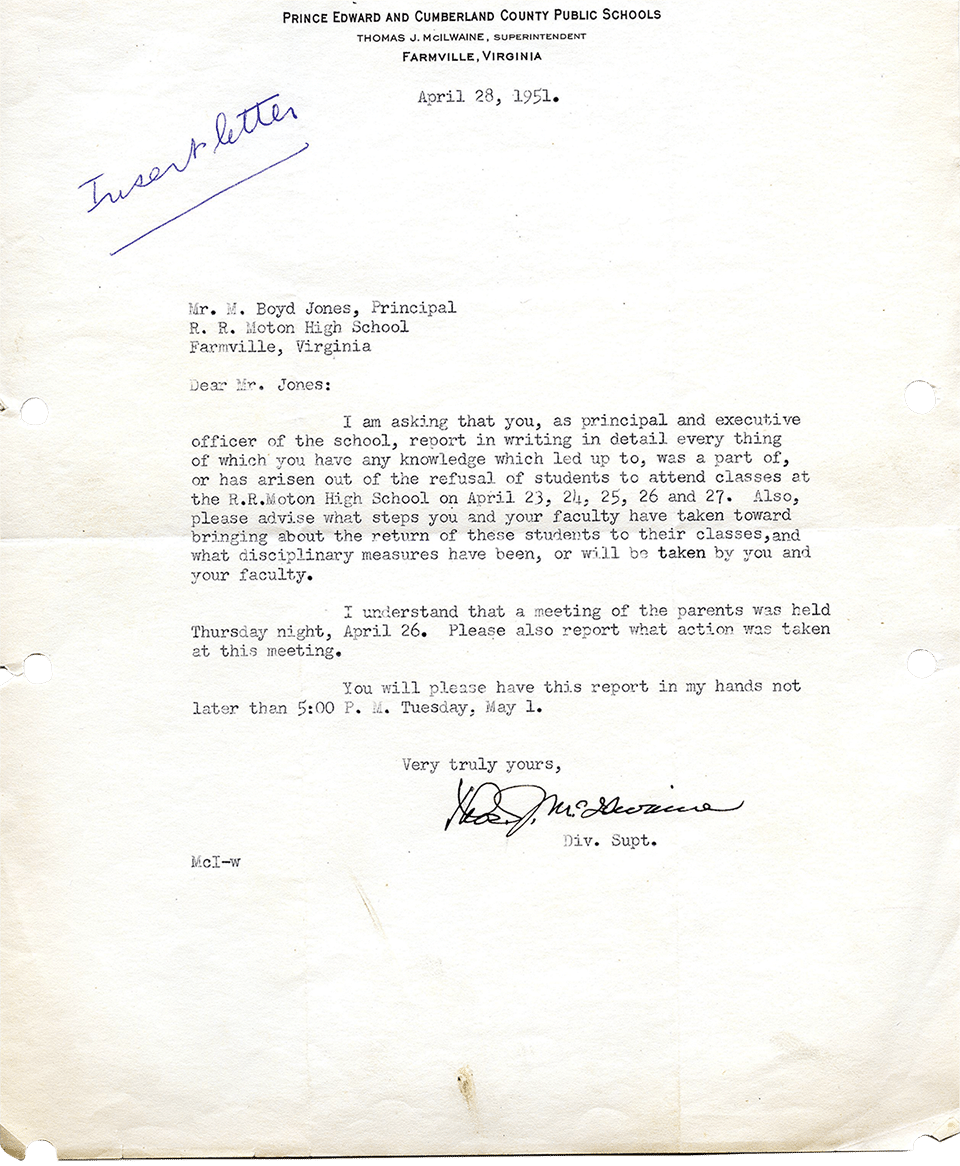 PRINCE EDWARD AND CUMBERLAND COUNTY PUBLIC SCHOOLS
THOMAS J. MCILWAINE, SUPERINTENDENT
FARMVILLE, VIRGINIA
April 28, 1951.
Insert letter
Mr. M. Boyd Jones, Principal
R. R. Moton High School
Farmville, Virginia
Dear Mr. Jones:
I am asking that you, as principal and executive
officer of the school, report in writing in detail every thing
of which you have any knowledge which led up to, was a part of,
or has arisen out of the refusal of students to attend classes at
the R.R.Moton High School on April 23, 24, 25, 26 and 27. Also,
please advise what steps you and your faculty have taken toward
bringing about the return of these students to their classes,and
what disciplinary measures have been, or will be taken by you and
your faculty.
I understand that a meeting of the parents was held
Thursday night, April 26. Please also report what action was taken
at this meeting.
You will please have this report in my hands not
later than 5:00 P. M. Tuesday, May 1.
Very truly yours,
Thos. J. McIlwaine
Div. Supt.
McI-w